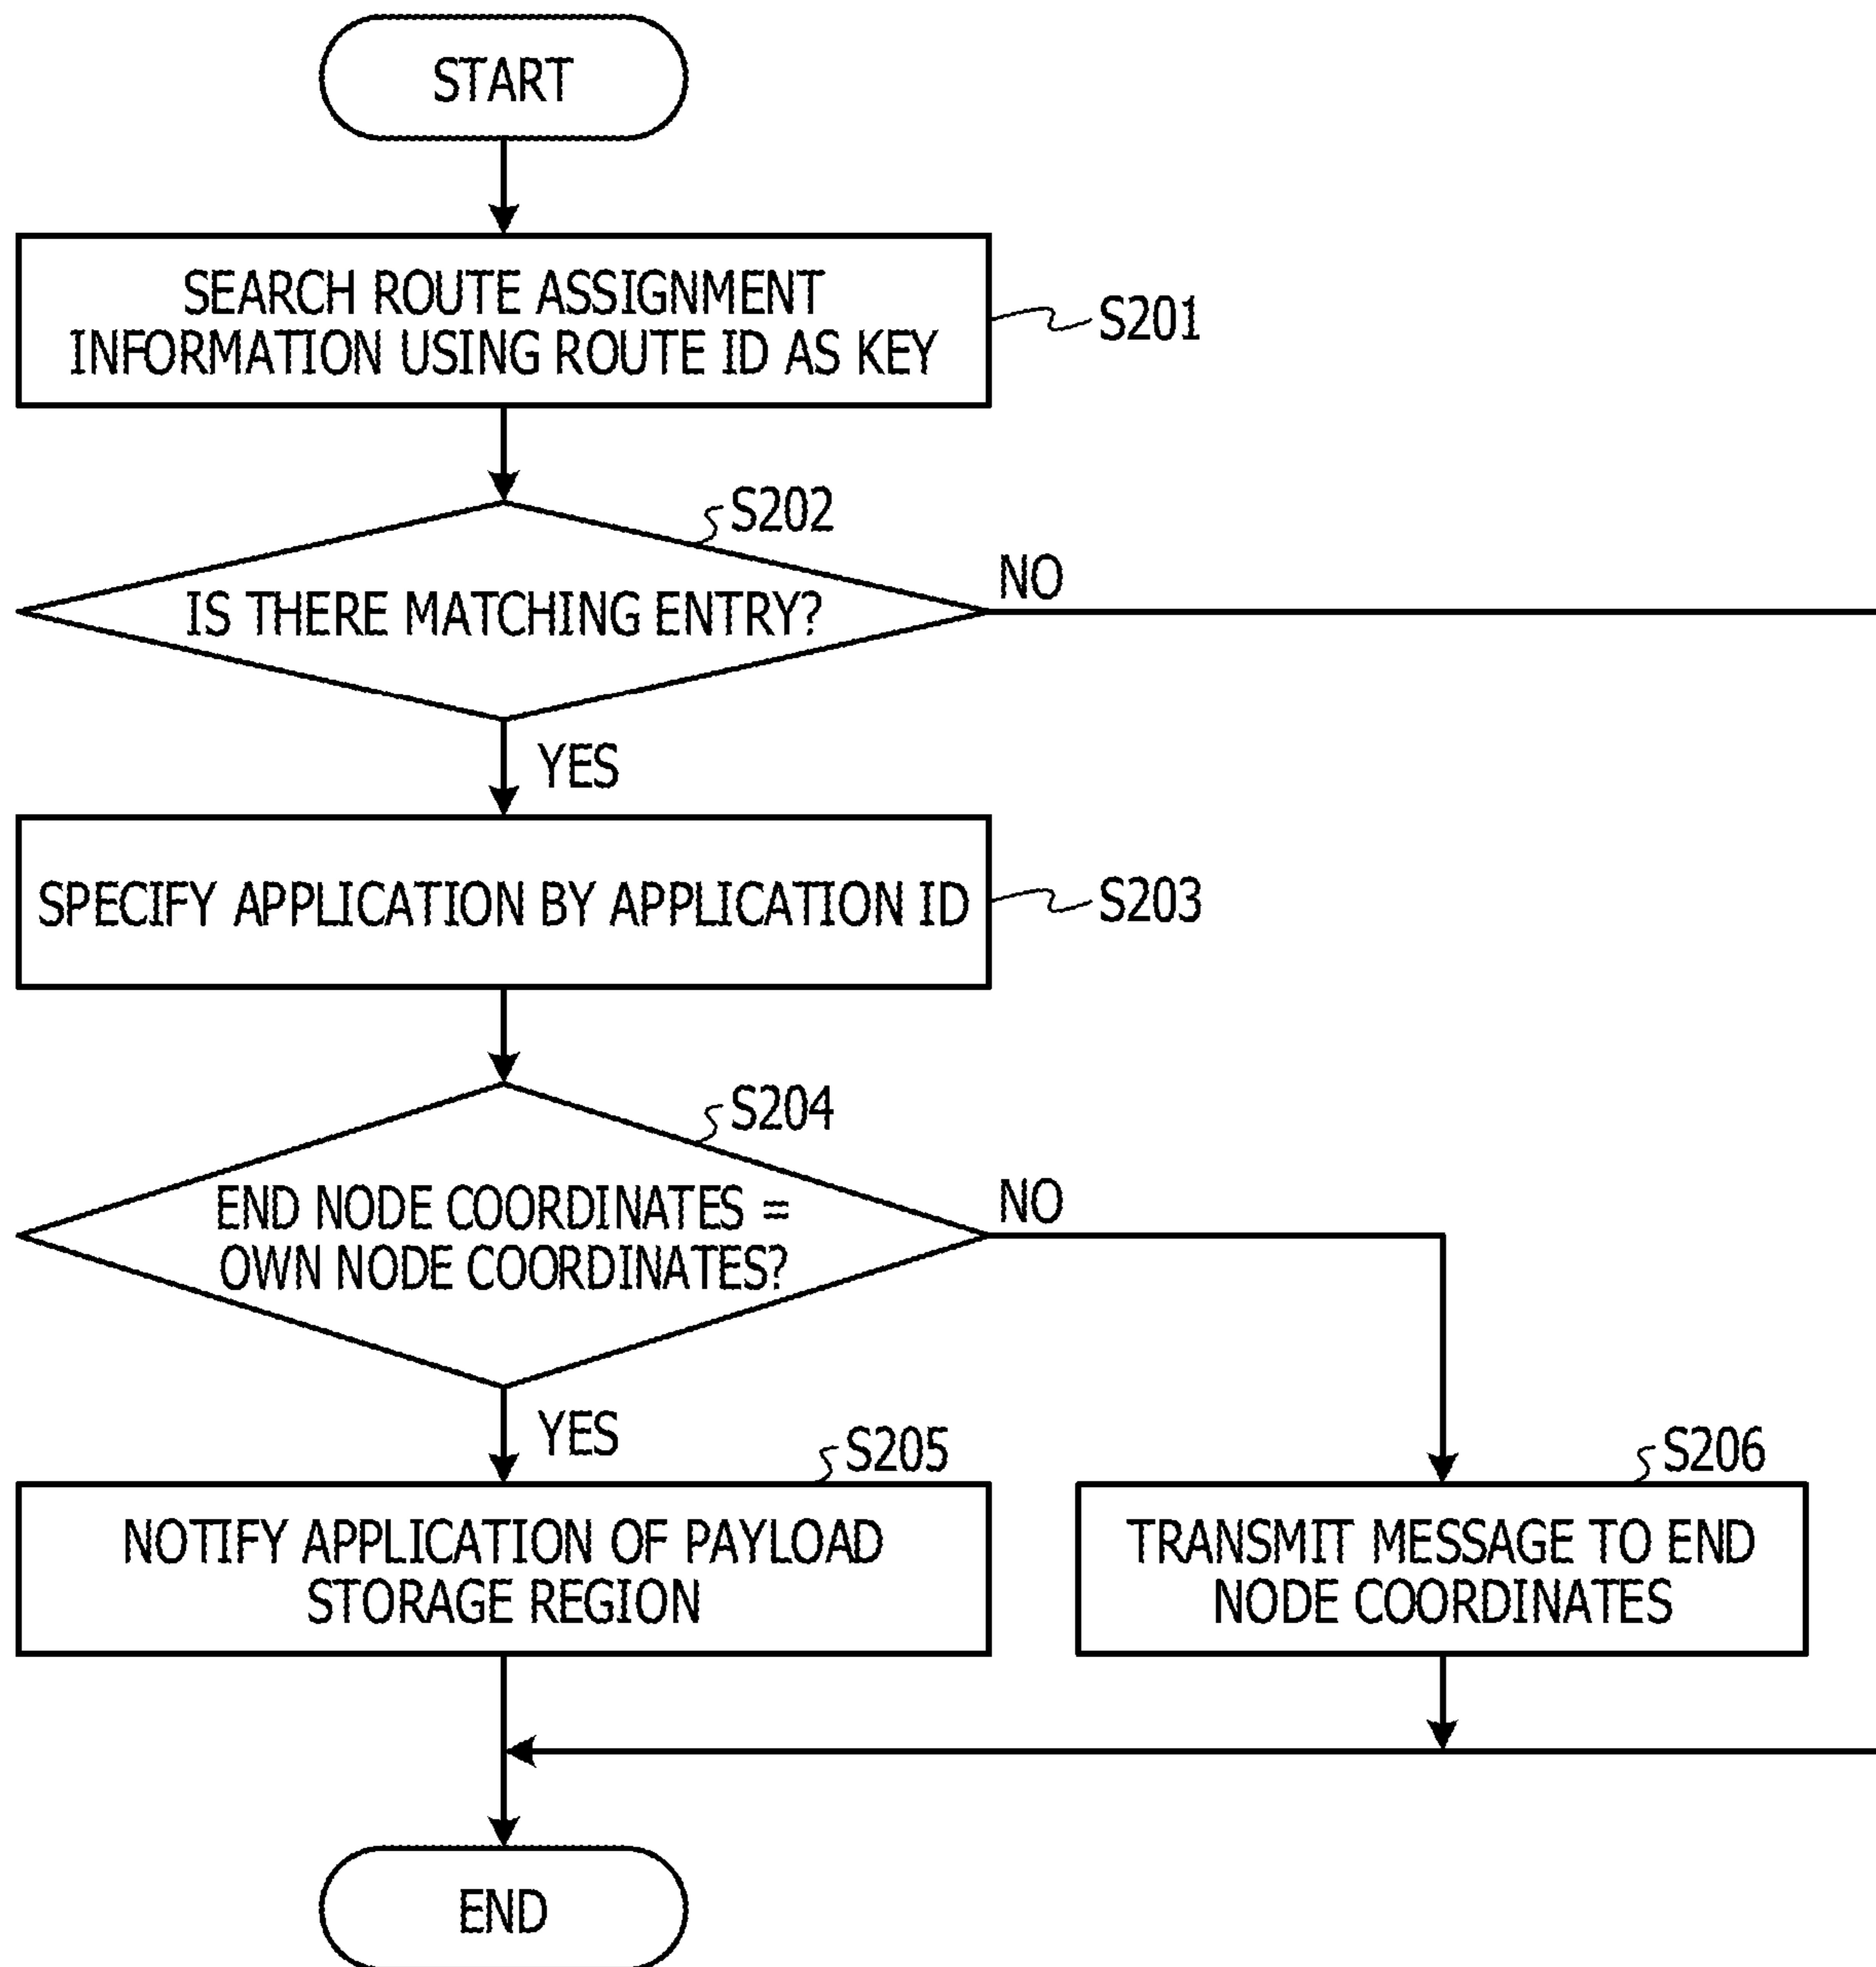 START
SEARCH ROUTE ASSIGNMENT
INFORMATION USING ROUTE ID AS KEY
S201
S202
IS THERE MATCHING ENTRY?
NO
YES
SPECIFY APPLICATION BY APPLICATION ID
S203
S204
END NODE COORDINATES =
OWN NODE COORDINATES?
NO
YES
S205
NOTIFY APPLICATION OF PAYLOAD
STORAGE REGION
S206
TRANSMIT MESSAGE TO END
NODE COORDINATES
END